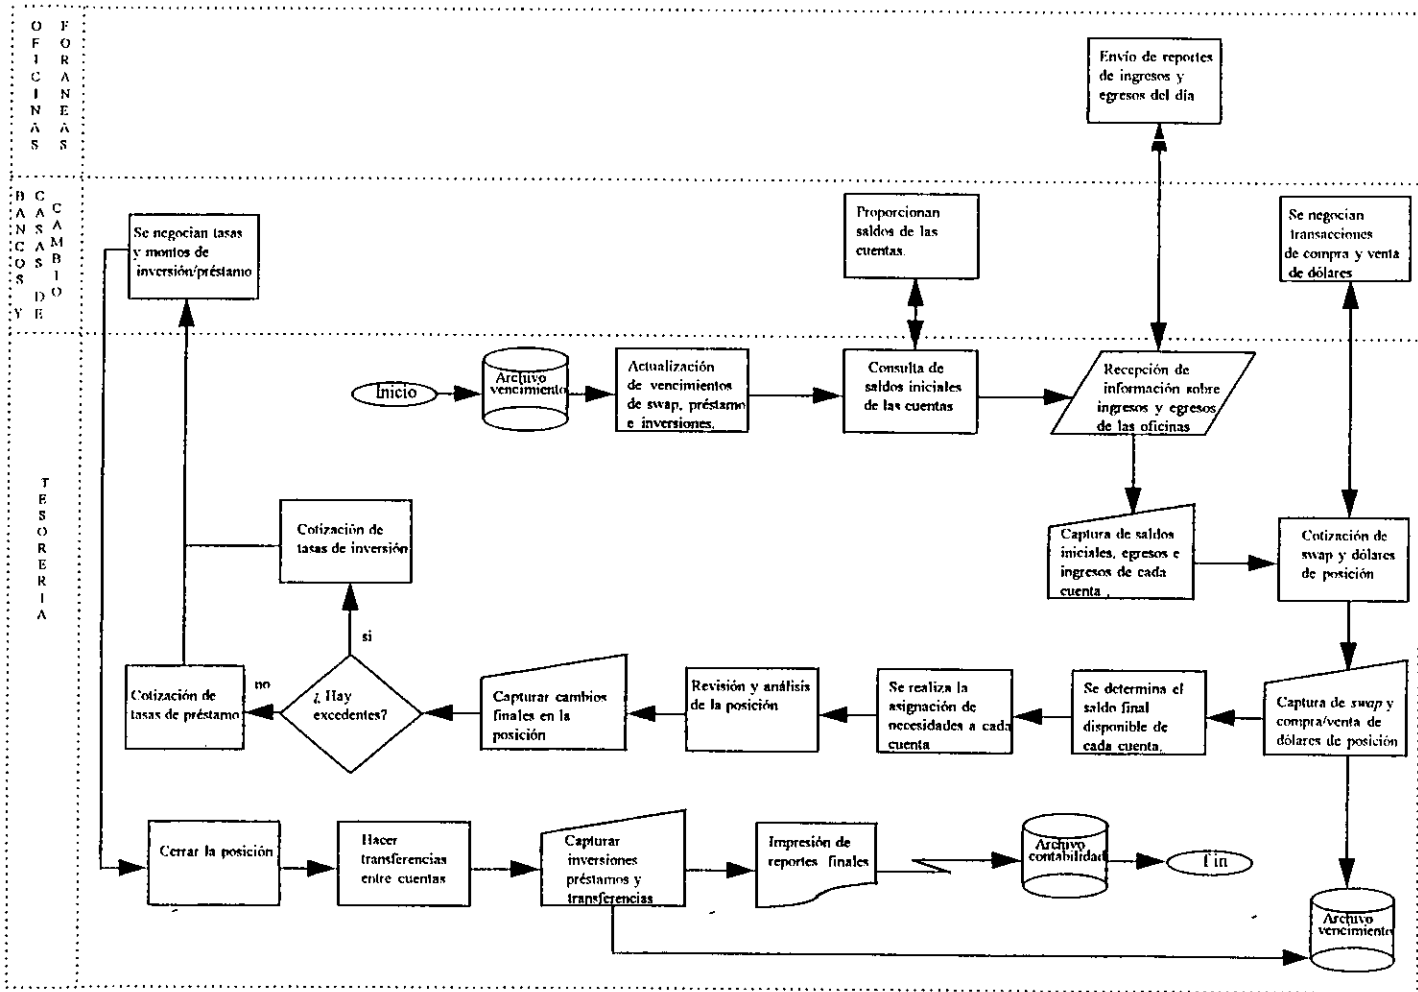 OFICINAS
FORANEAS
Envío de reportes
de ingresos y
egresos del día
BANCOS Y
CASAS DE
CAMBIO
Se negocian tasas
y montos de
inversión/préstamo
Proporcionan
saldos de las
cuentas.
Se negocian
transacciones
de compra y venta
de dólares
TESORERIA
Inicio
Archivo
vencimiento
Actualización
de vencimientos
de swap, préstamo
e inversiones.
Consulta de
saldos iniciales
de las cuentas
Recepción de
información sobre
ingresos y egresos
de las oficinas
Cotización de
tasas de inversión
Captura de saldos
iniciales, egresos e
ingresos de cada
cuenta .
Cotización de
swap y dólares
de posición
si
no
Cotización de
tasas de préstamo
¿ Hay
excedentes?
Capturar cambios
finales en la
posición
Revisión y análisis
de la posición
Se realiza la
asignación de
necesidades a cada
cuenta
Se determina el
saldo final
disponible de
cada cuenta.
Captura de swap y
compra/venta de
dólares de posición
Cerrar la posición
Hacer
transferencias
entre cuentas
Capturar
inversiones
préstamos y
transferencias
Impresión de
reportes finales
Archivo
contabilidad
fin
Archivo
vencimiento